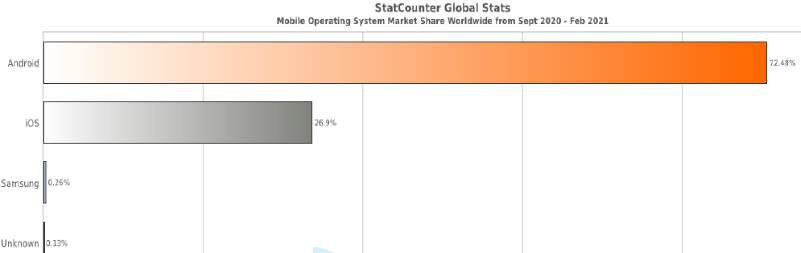 StatCounter Global Stats
Mobile Operating System Market Share Worldwide from Sept 2020 - Feb 2021
Android 72.48%
iOS 26.9%
Samsung 0.26%
Unknown 0.13%